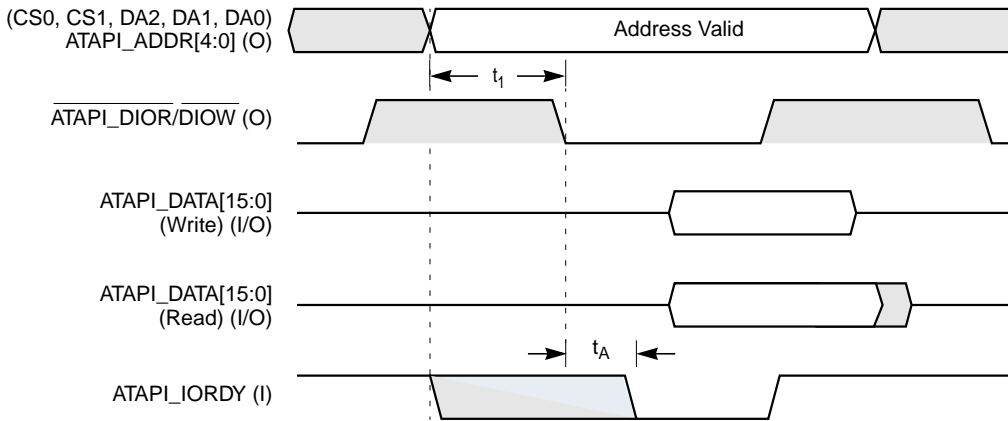 (CS0, CS1, DA2, DA1, DA0)
ATAPI_ADDR[4:0] (O)
Address Valid
t1
ATAPI_DIOR/DIOW (O)
ATAPI_DATA[15:0]
(Write) (I/O)
ATAPI_DATA[15:0]
(Read) (I/O)
tA
ATAPI_IORDY (I)